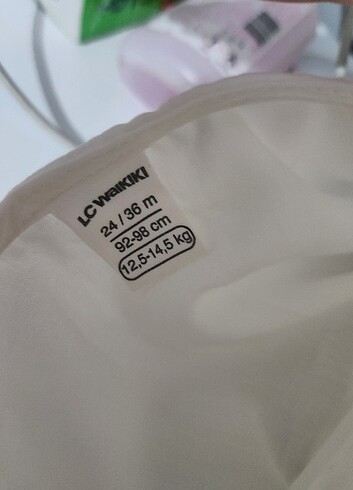 LC WAIKIKI
24 / 36 m
92-98 cm
12,5-14,5 kg